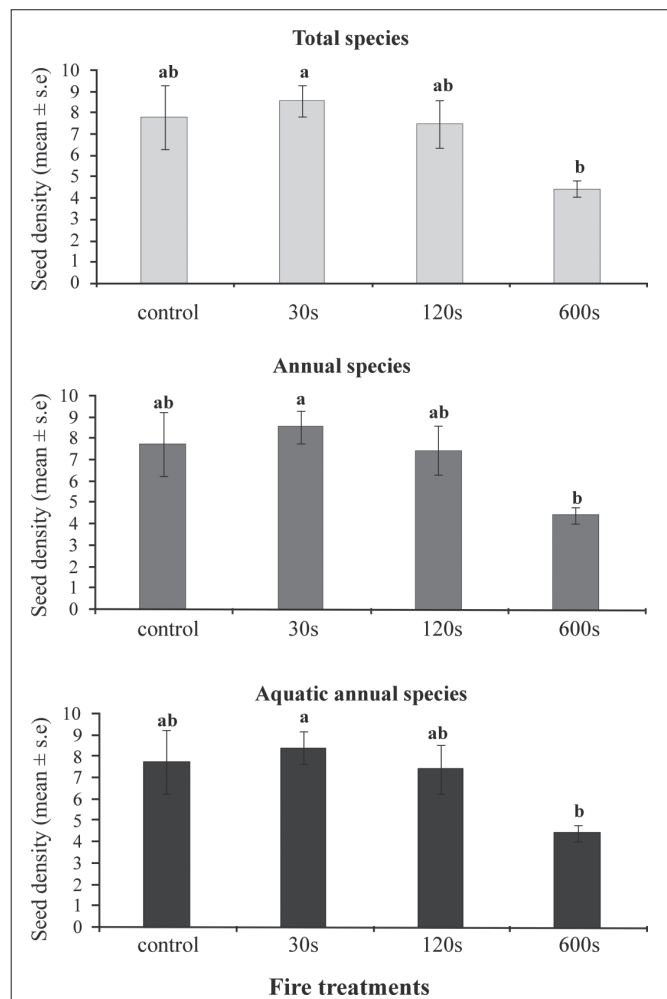 Total species
Seed density (mean ± s.e)
10
9
8
7
6
5
4
3
2
1
0
ab
a
ab
b
control 30s 120s 600s
Annual species
Seed density (mean ± s.e)
10
9
8
7
6
5
4
3
2
1
0
ab
a
ab
b
control 30s 120s 600s
Aquatic annual species
Seed density (mean ± s.e)
10
9
8
7
6
5
4
3
2
1
0
ab
a
ab
b
control 30s 120s 600s
Fire treatments